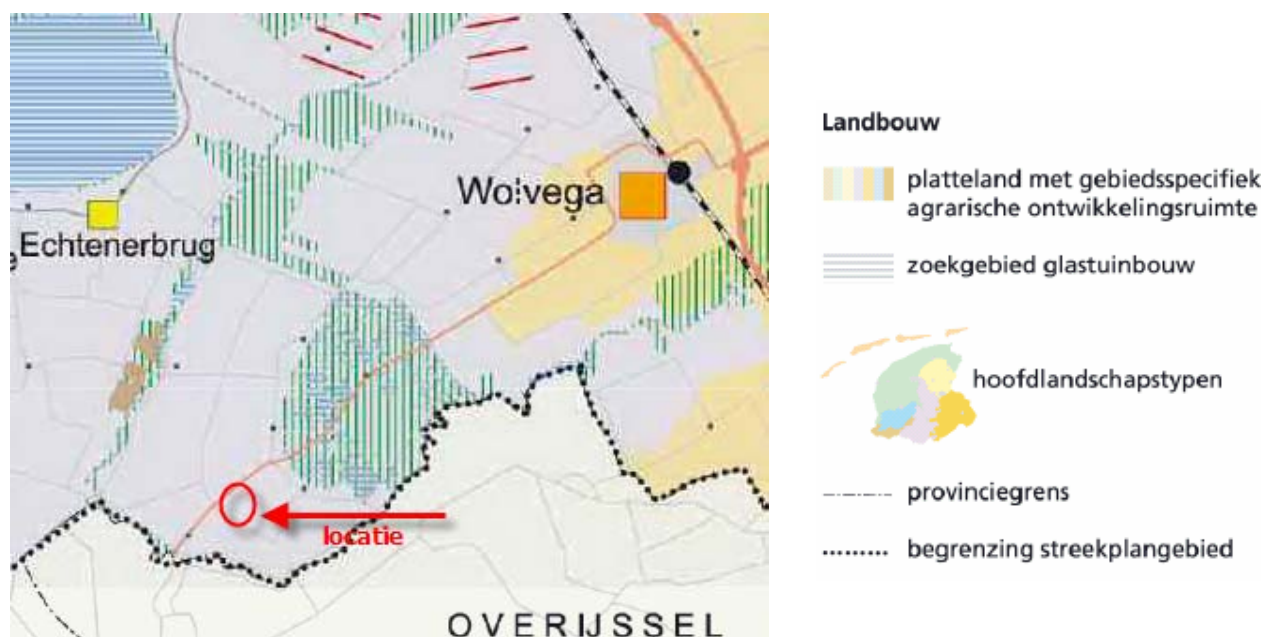 Wolvega
Echtenerbrug
e
locatie
OVERIJSSEL
Landbouw
platteland met gebiedsspecifiek
agrarische ontwikkelingsruimte
zoekgebied glastuinbouw
hoofdlandschapstypen
provinciegrens
begrenzing streekplangebied